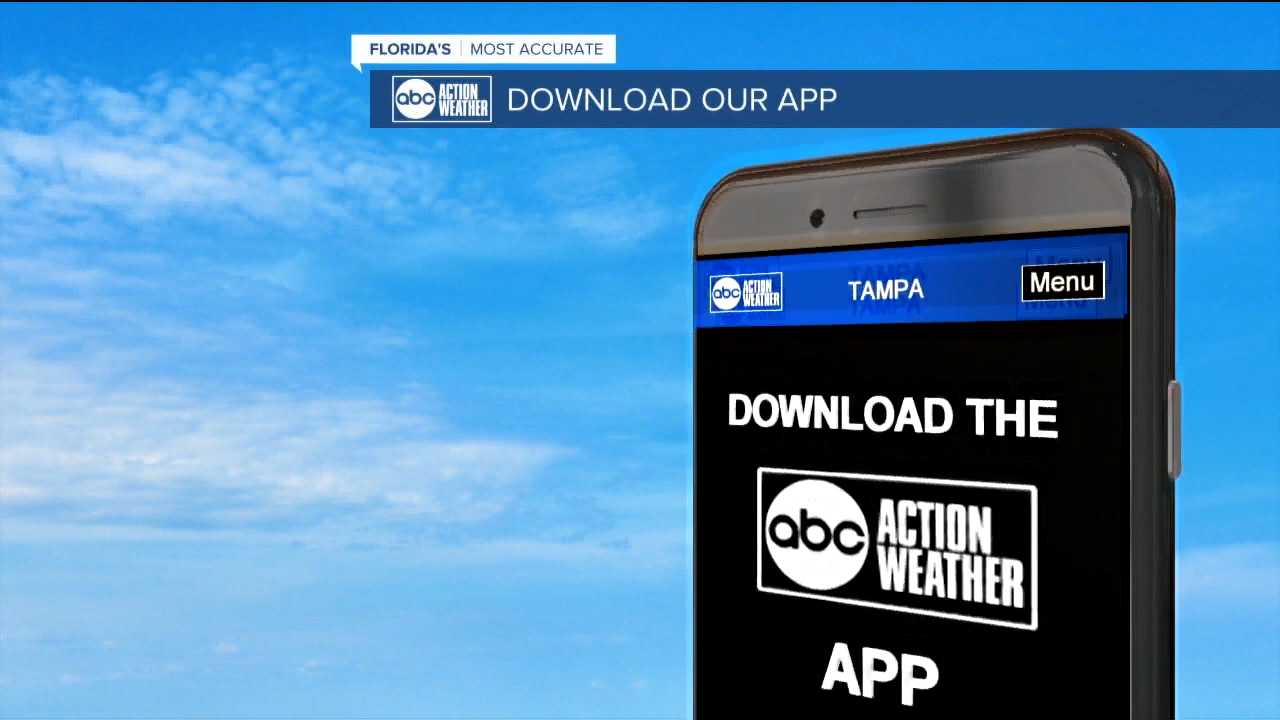 FLORIDA'S | MOST ACCURATE
abc ACTION WEATHER DOWNLOAD OUR APP
abc ACTION WEATHER TAMPA Menu
DOWNLOAD THE
abc ACTION
WEATHER
APP